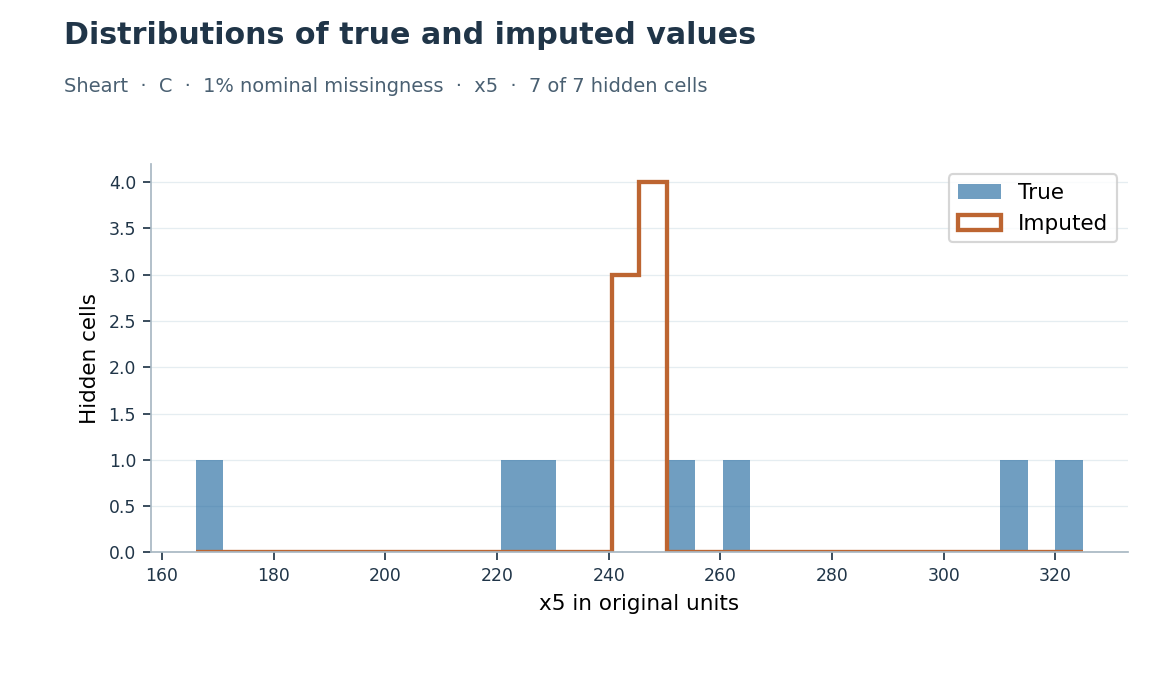 Distributions of true and imputed values
Sheart · C · 1% nominal missingness · x5 · 7 of 7 hidden cells
True
Imputed
Hidden cells
4.0
3.5
3.0
2.5
2.0
1.5
1.0
0.5
0.0
160 180 200 220 240 260 280 300 320
x5 in original units